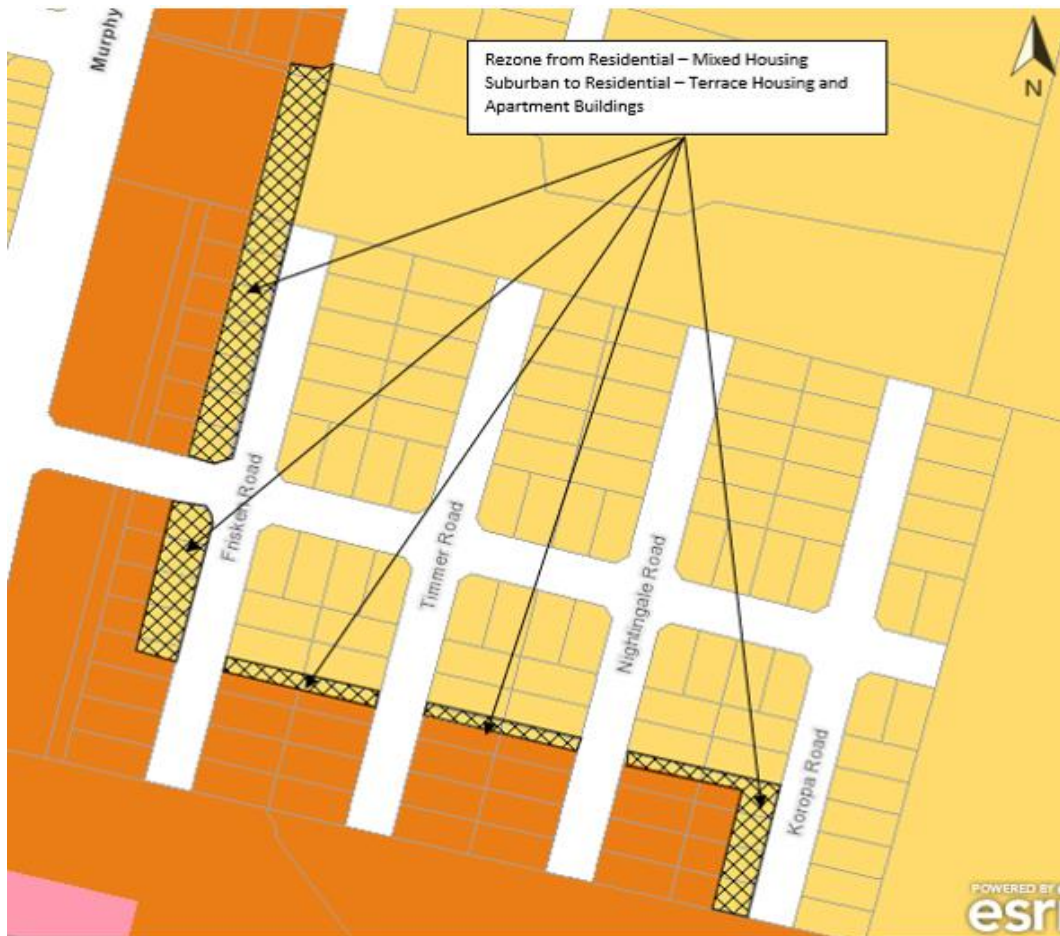 Murphy
Rezone from Residential – Mixed Housing
Suburban to Residential – Terrace Housing and
Apartment Buildings
N
Frisken Road
Timmer Road
Nightingale Road
Koropa Road
POWERED BY
esri